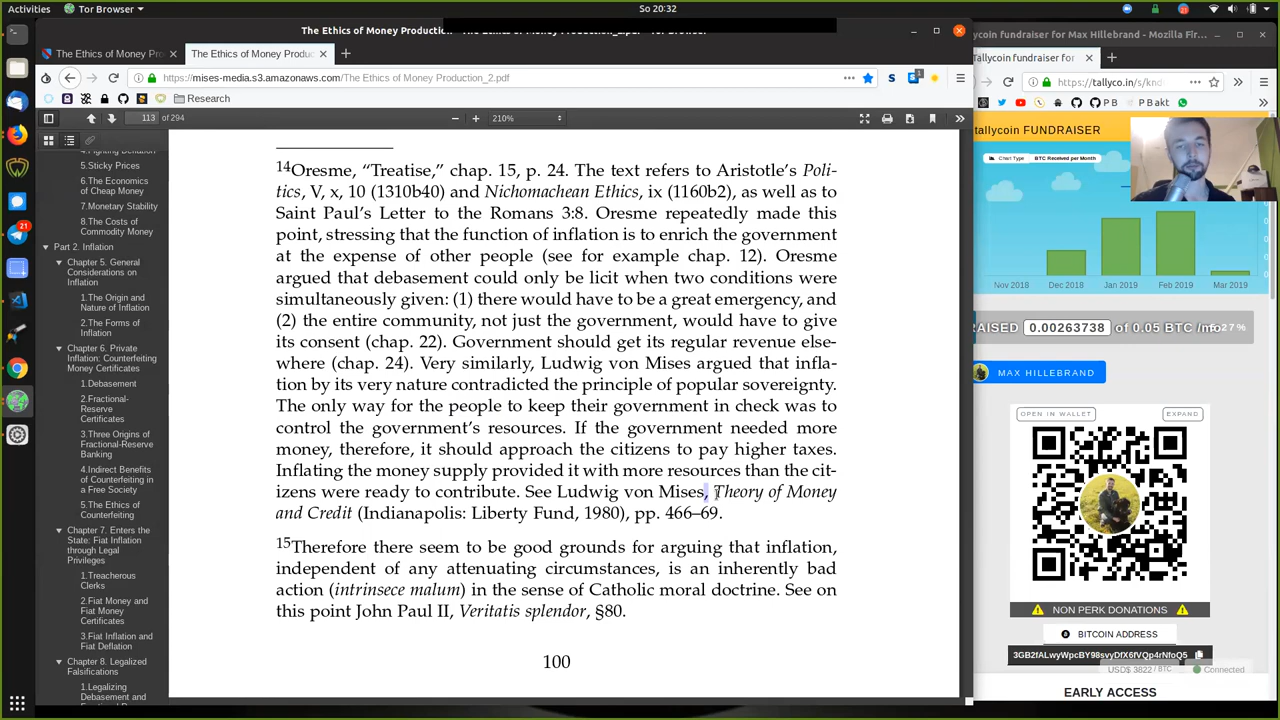 Activities
Tor Browser
So 20:32
The Ethics of Money Production
The Ethics of Money Pro
The Ethics of Money Produc
https://mises-media.s3.amazonaws.com/The Ethics of Money Production_2.pdf
Research
113 of 294
210%
4.Fighting Deflation
5.Sticky Prices
6.The Economics
of Cheap Money
7.Monetary Stability
8.The Costs of
Commodity Money
Part 2. Inflation
Chapter 5. General
Considerations on
Inflation
1.The Origin and
Nature of Inflation
2.The Forms of
Inflation
Chapter 6. Private
Inflation: Counterfeiting
Money Certificates
1.Debasement
2.Fractional-
Reserve
Certificates
3.Three Origins of
Fractional-Reserve
Banking
4.Indirect Benefits
of Counterfeiting in
a Free Society
5.The Ethics of
Counterfeiting
Chapter 7. Enters the
State: Fiat Inflation
through Legal
Privileges
1.Treacherous
Clerks
2.Fiat Money and
Fiat Money
Certificates
3.Fiat Inflation and
Fiat Deflation
Chapter 8. Legalized
Falsifications
1.Legalizing
Debasement and
14Oresme, “Treatise,” chap. 15, p. 24. The text refers to Aristotle’s Poli-
tics, V, x, 10 (1310b40) and Nichomachean Ethics, ix (1160b2), as well as to
Saint Paul’s Letter to the Romans 3:8. Oresme repeatedly made this
point, stressing that the function of inflation is to enrich the government
at the expense of other people (see for example chap. 12). Oresme
argued that debasement could only be licit when two conditions were
simultaneously given: (1) there would have to be a great emergency, and
(2) the entire community, not just the government, would have to give
its consent (chap. 22). Government should get its regular revenue else-
where (chap. 24). Very similarly, Ludwig von Mises argued that infla-
tion by its very nature contradicted the principle of popular sovereignty.
The only way for the people to keep their government in check was to
control the government’s resources. If the government needed more
money, therefore, it should approach the citizens to pay higher taxes.
Inflating the money supply provided it with more resources than the cit-
izens were ready to contribute. See Ludwig von Mises, Theory of Money
and Credit (Indianapolis: Liberty Fund, 1980), pp. 466–69.
15Therefore there seem to be good grounds for arguing that inflation,
independent of any attenuating circumstances, is an inherently bad
action (intrinsece malum) in the sense of Catholic moral doctrine. See on
this point John Paul II, Veritatis splendor, §80.
100
lycoin fundraiser for Max Hillebrand - Mozilla Fir
Tallycoin fundraiser for M
https://tallyco.in/s/knd
P B
P Bakt
tallycoin FUNDRAISER
Chart Type BTC Received per Month
Nov 2018 Dec 2018 Jan 2019 Feb 2019 Mar 2019
AISED 0.00263738 of 0.05 BTC
MAX HILLEBRAND
OPEN IN WALLET
EXPAND
NON PERK DONATIONS
BITCOIN ADDRESS
3GB2fALwyWpcBY98svyDfX6fVQp4rNfoQ5
USD$ 3822 / BTC
Connected
EARLY ACCESS